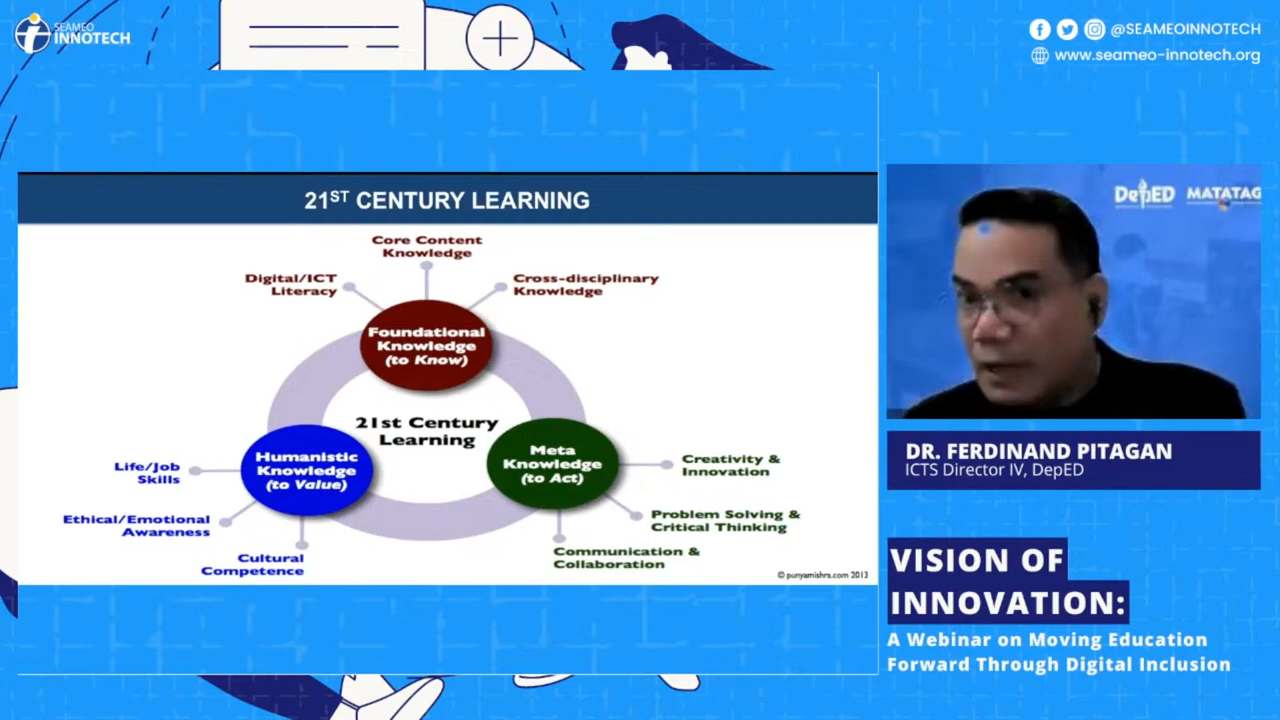 SEAMEO
INNOTECH
@SEAMEOINNOTECH
www.seameo-innotech.org
21ST CENTURY LEARNING
Core Content
Knowledge
Digital/ICT
Literacy
Cross-disciplinary
Knowledge
Foundational
Knowledge
(to Know)
21st Century
Learning
Humanistic
Knowledge
(to Value)
Meta
Knowledge
(to Act)
Life/Job
Skills
Ethical/Emotional
Awareness
Cultural
Competence
Creativity &
Innovation
Problem Solving &
Critical Thinking
Communication &
Collaboration
© punyamishra.com 2013
DepED MATATAG
DR. FERDINAND PITAGAN
ICTS Director IV, DepED
VISION OF
INNOVATION:
A Webinar on Moving Education
Forward Through Digital Inclusion